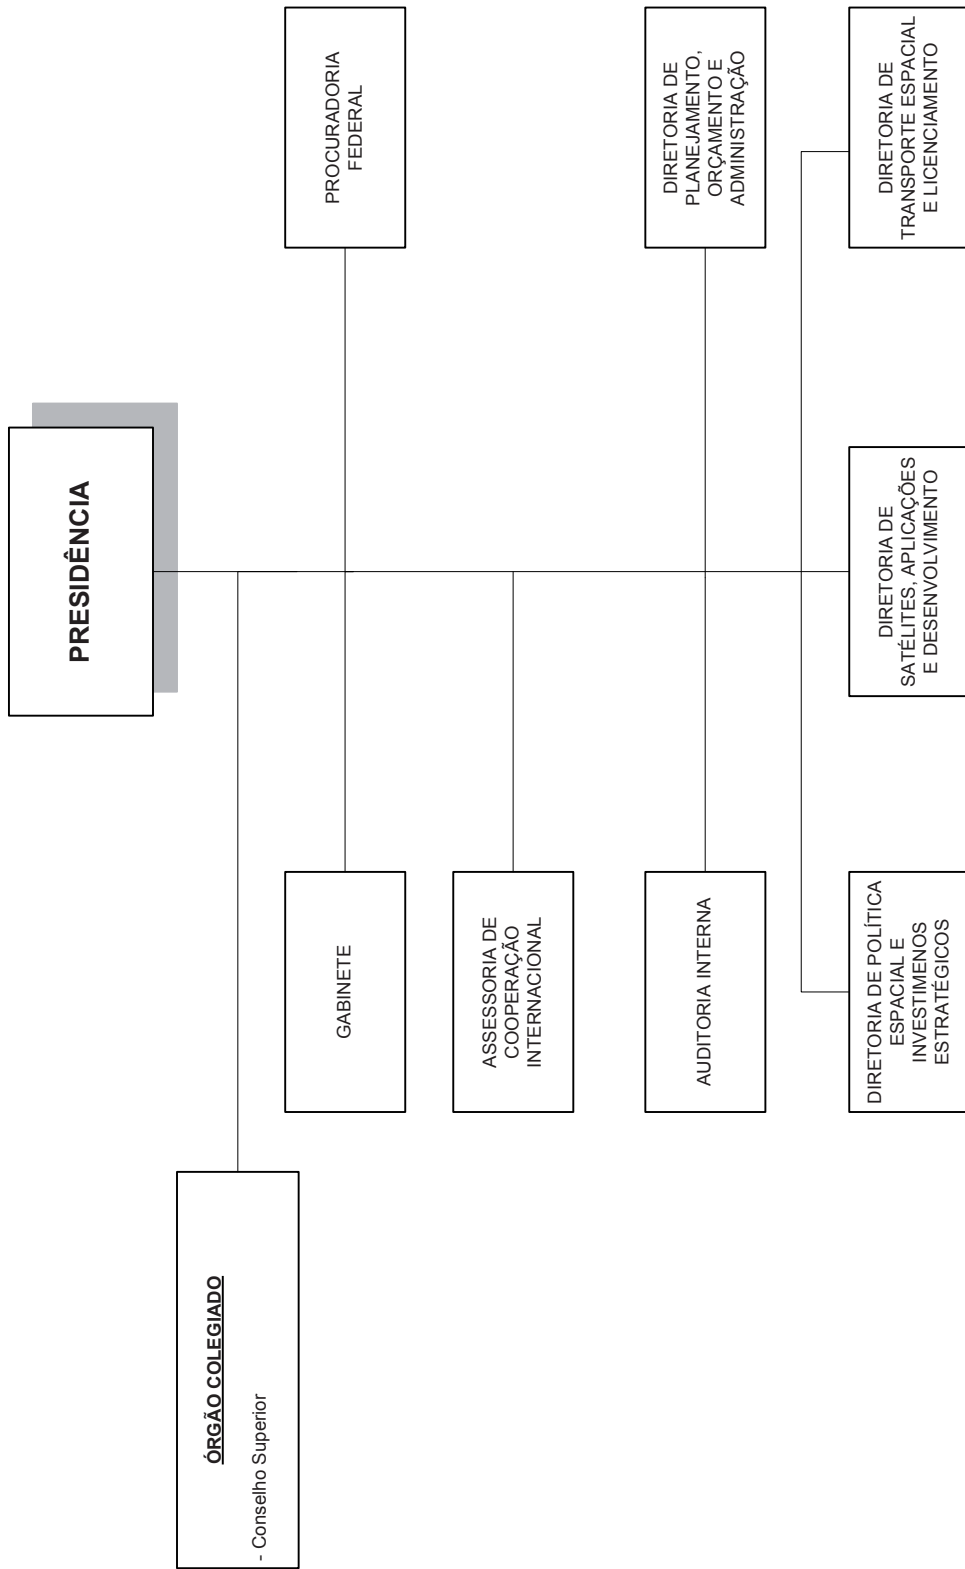 PRESIDÊNCIA
ÓRGÃO COLEGIADO
- Conselho Superior
GABINETE
PROCURADORIA
FEDERAL
ASSESSORIA DE
COOPERAÇÃO
INTERNACIONAL
AUDITORIA INTERNA
DIRETORIA DE
PLANEJAMENTO,
ORÇAMENTO E
ADMINISTRAÇÃO
DIRETORIA DE POLÍTICA
ESPACIAL E
INVESTIMENOS
ESTRATÉGICOS
DIRETORIA DE
SATÉLITES, APLICAÇÕES
E DESENVOLVIMENTO
DIRETORIA DE
TRANSPORTE ESPACIAL
E LICENCIAMENTO